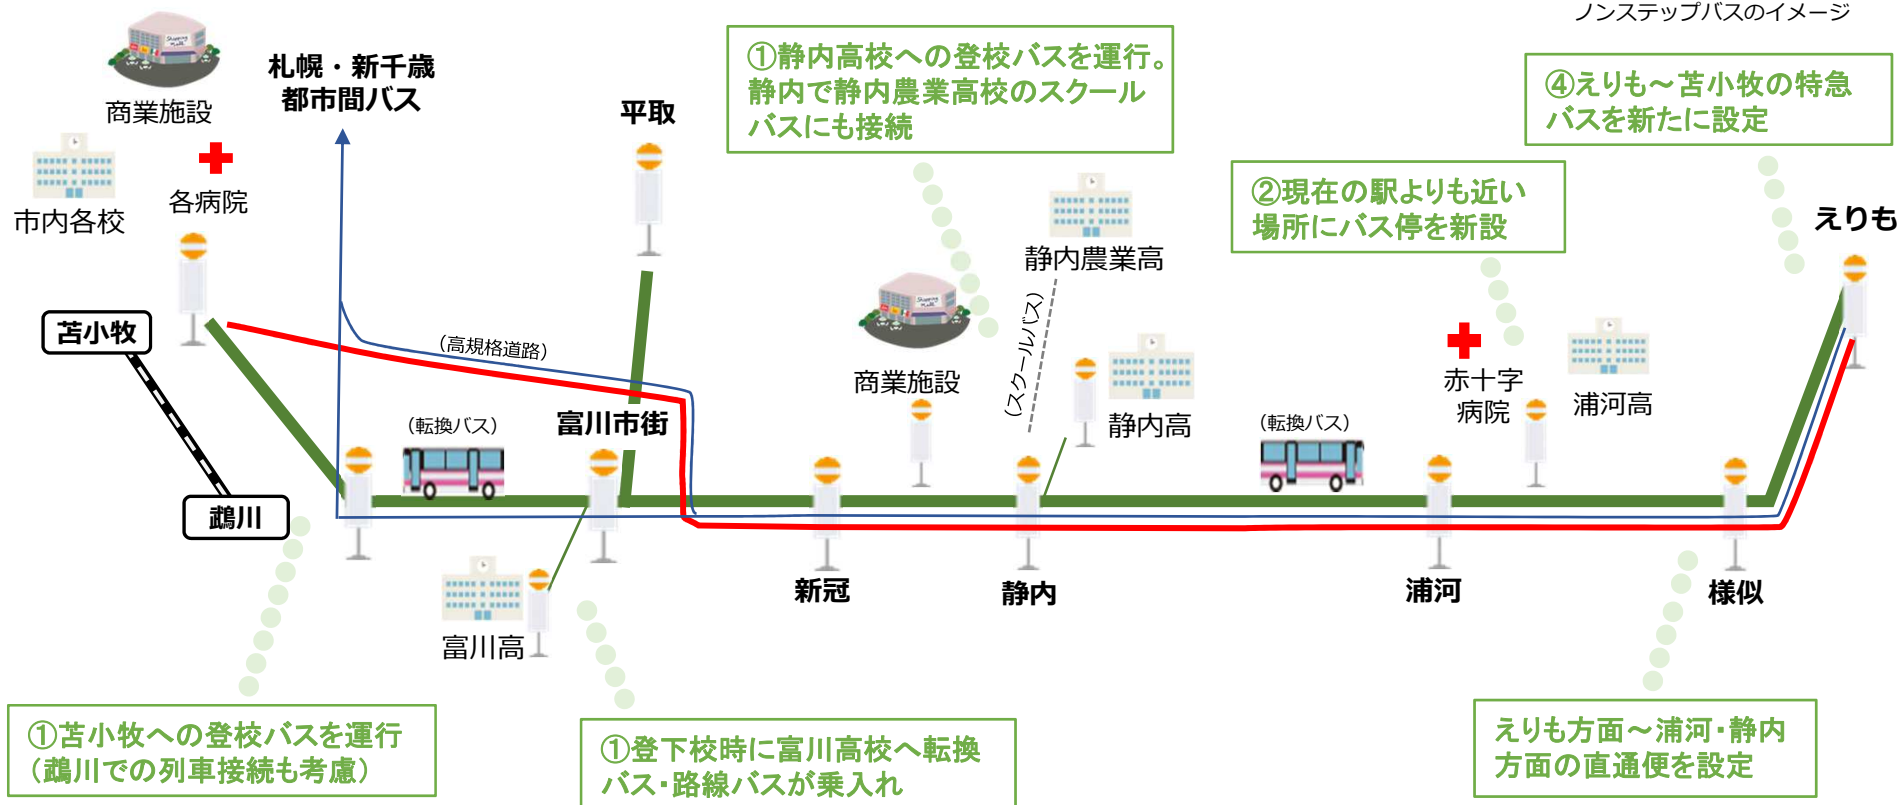 ノンステップバスのイメージ
商業施設
市内各校
各病院
札幌・新千歳
都市間バス
平取
①静内高校への登校バスを運行。
静内で静内農業高校のスクール
バスにも接続
④えりも～苫小牧の特急
バスを新たに設定
②現在の駅よりも近い
場所にバス停を新設
えりも
静内農業高
(スクールバス)
苫小牧
(高規格道路)
商業施設
静内高
赤十字
病院
浦河高
(転換バス)
富川市街
(転換バス)
鵡川
富川高
新冠
静内
浦河
様似
①苫小牧への登校バスを運行
（鵡川での列車接続も考慮）
①登下校時に富川高校へ転換
バス・路線バスが乗入れ
えりも方面～浦河・静内
方面の直通便を設定